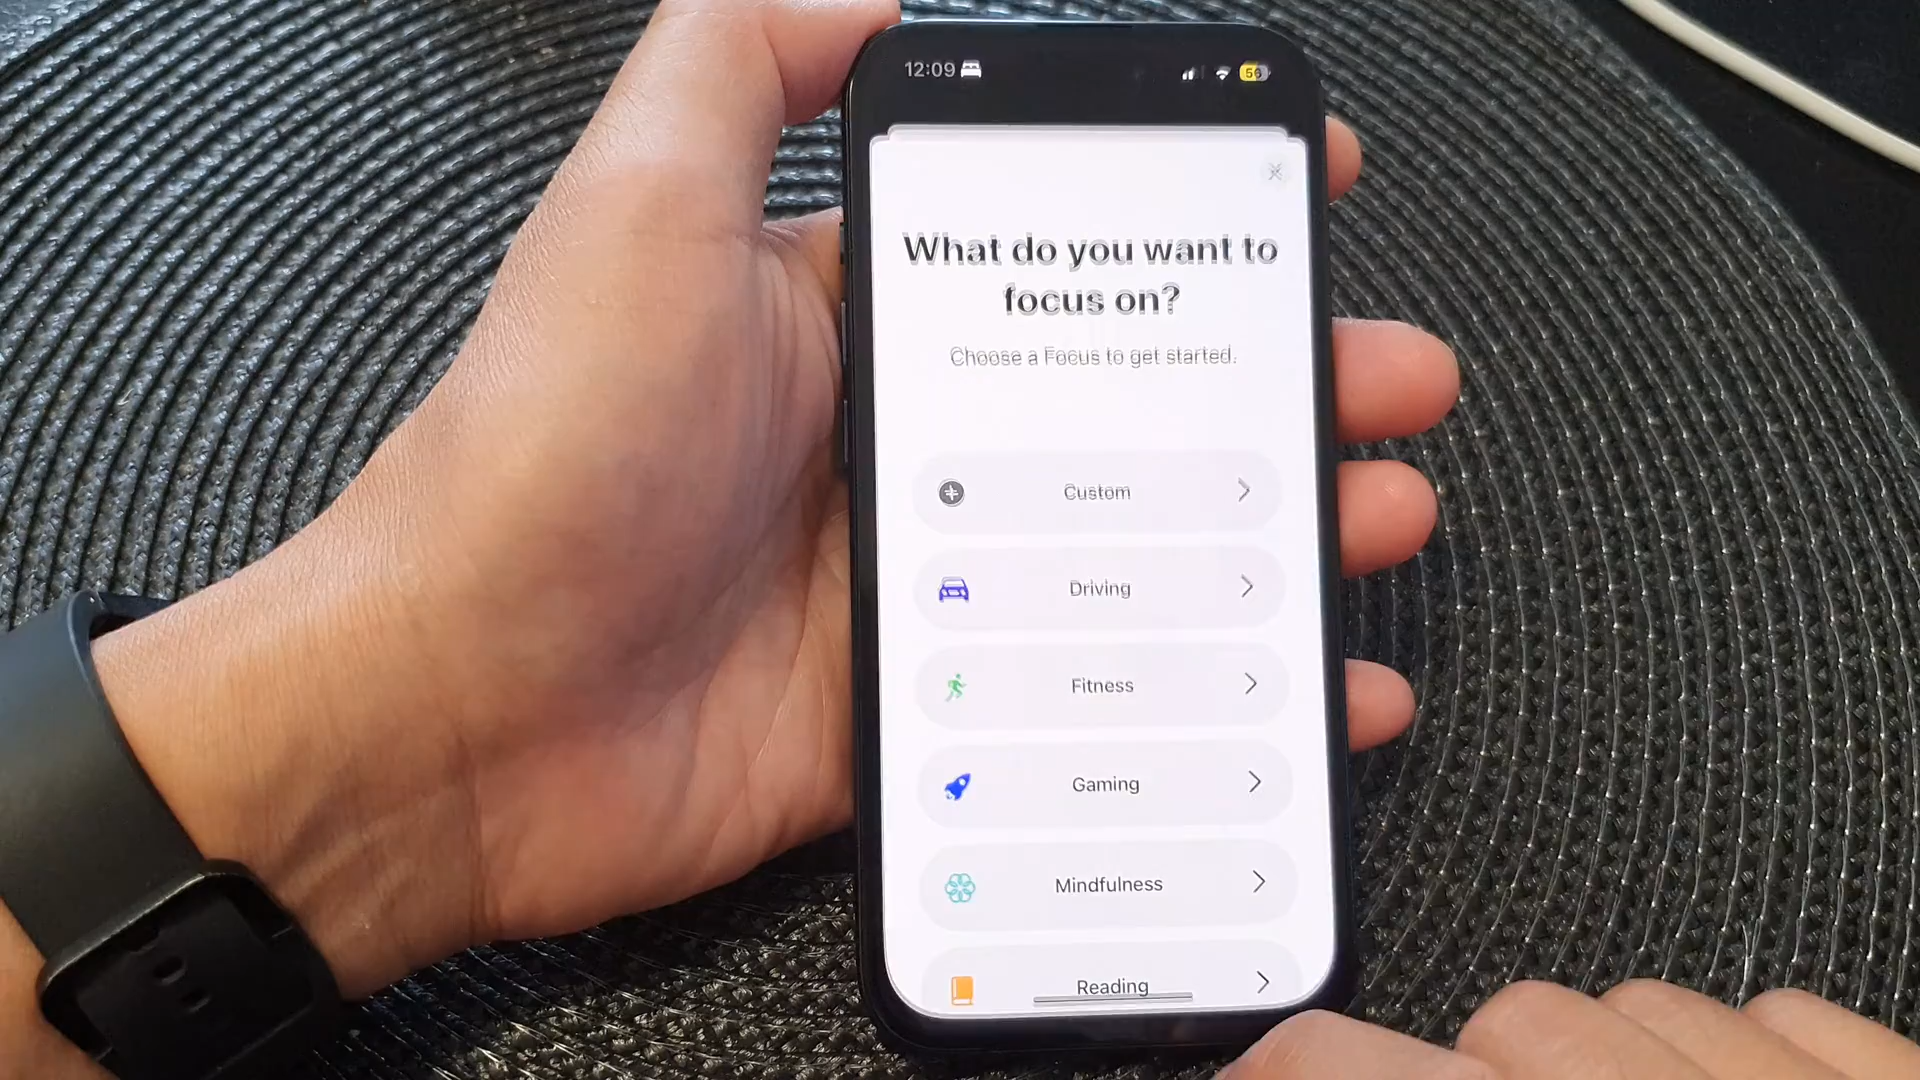 12:09
56
What do you want to
focus on?
Choose a Focus to get started.
Custom
Driving
Fitness
Gaming
Mindfulness
Reading